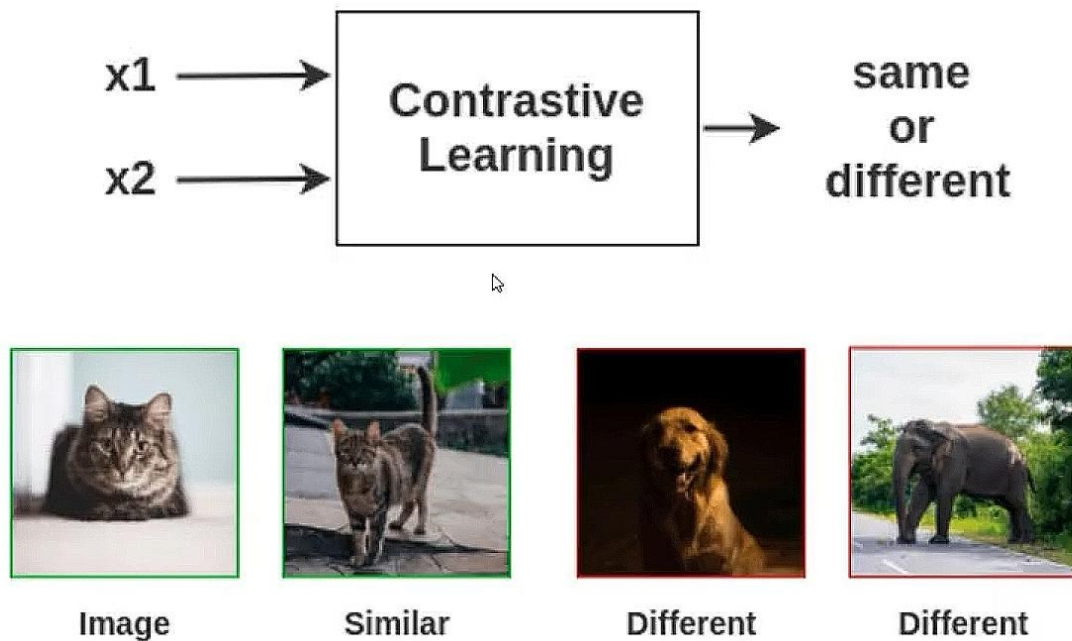 x1
x2
Contrastive
Learning
same
or
different
Image
Similar
Different
Different